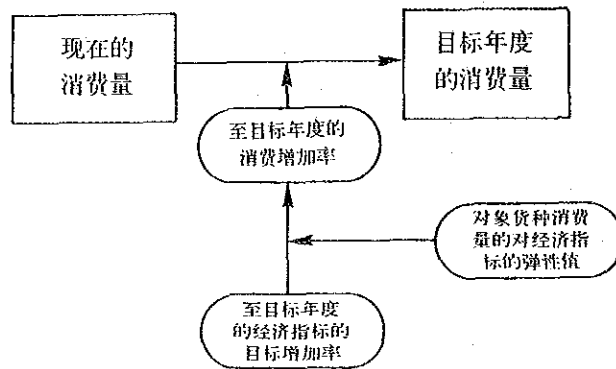 现在的
消费量
目标年度
的消费量
至目标年度的
消费增加率
对象货种消费
量的对经济指
标的弹性值
至目标年度
的经济指标的
目标增加率